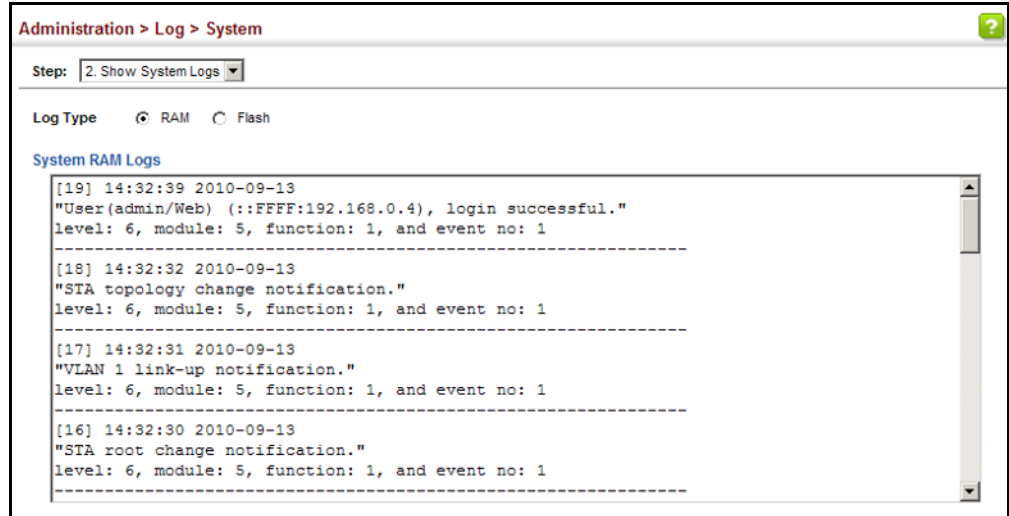 Administration > Log > System
?
Step: 2. Show System Logs
Log Type RAM Flash
System RAM Logs
[19] 14:32:39 2010-09-13
"User(admin/Web) (::FFFF:192.168.0.4), login successful."
level: 6, module: 5, function: 1, and event no: 1
----------------------------------------------------------------
[18] 14:32:32 2010-09-13
"STA topology change notification."
level: 6, module: 5, function: 1, and event no: 1
----------------------------------------------------------------
[17] 14:32:31 2010-09-13
"VLAN 1 link-up notification."
level: 6, module: 5, function: 1, and event no: 1
----------------------------------------------------------------
[16] 14:32:30 2010-09-13
"STA root change notification."
level: 6, module: 5, function: 1, and event no: 1
----------------------------------------------------------------